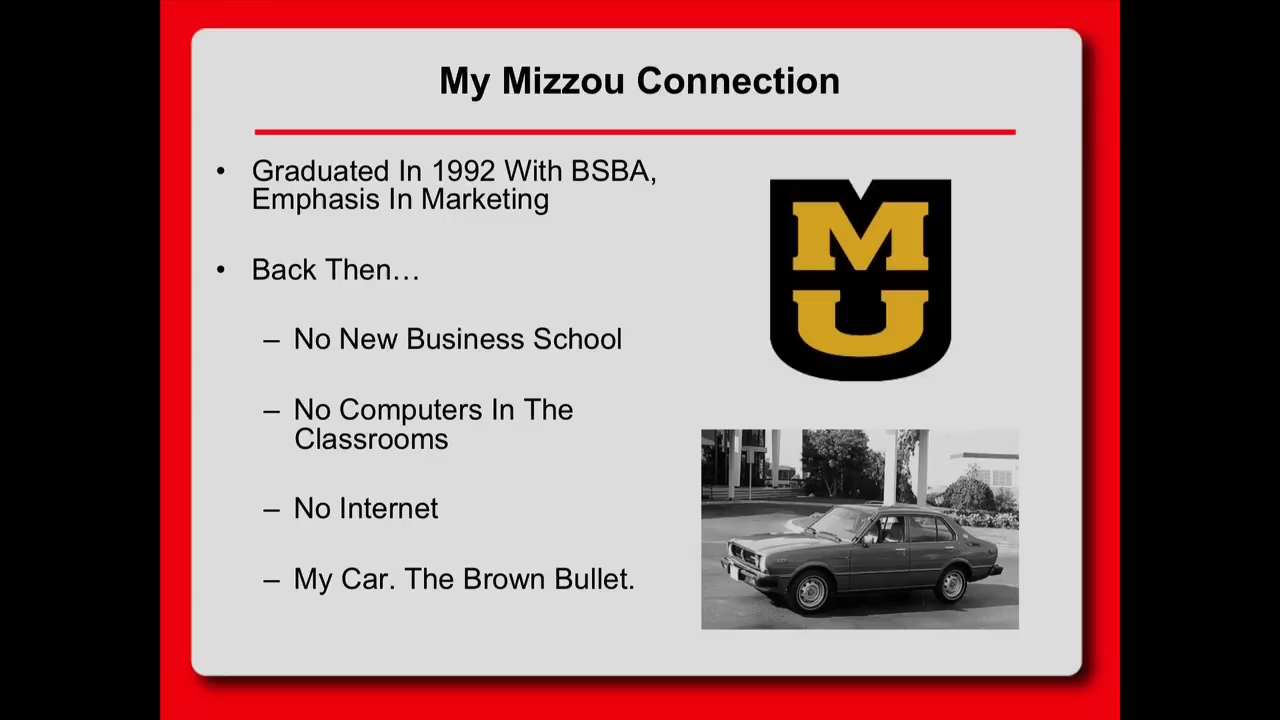 My Mizzou Connection
• Graduated In 1992 With BSBA,
Emphasis In Marketing
• Back Then…
– No New Business School
– No Computers In The
Classrooms
– No Internet
– My Car. The Brown Bullet.
M
U